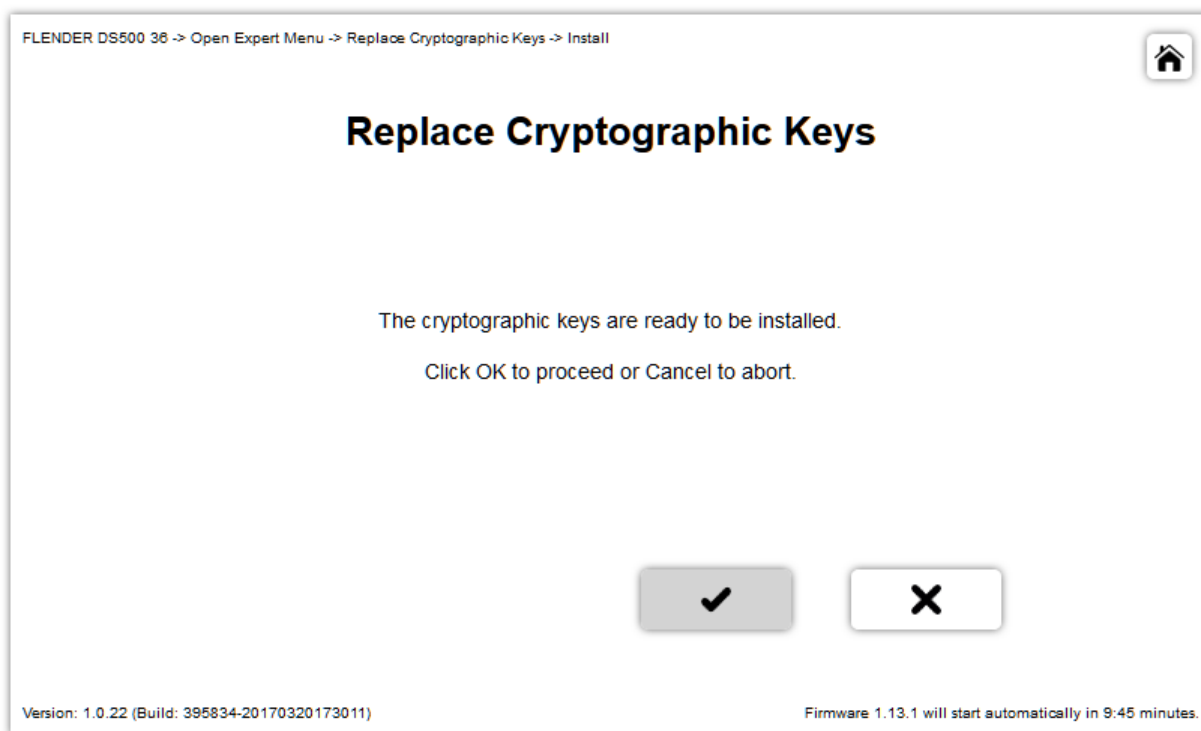 FLENDER DS500 36 -> Open Expert Menu -> Replace Cryptographic Keys -> Install
Replace Cryptographic Keys
The cryptographic keys are ready to be installed.
Click OK to proceed or Cancel to abort.
Version: 1.0.22 (Build: 395834-20170320173011)
Firmware 1.13.1 will start automatically in 9:45 minutes.